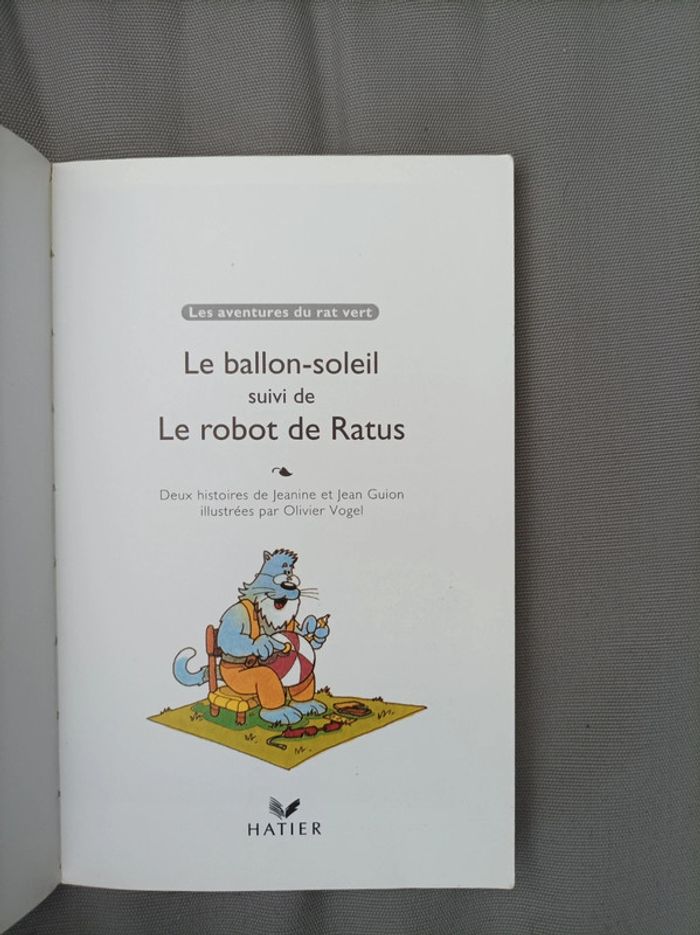 Les aventures du rat vert
Le ballon-soleil
suivi de
Le robot de Ratus
Deux histoires de Jeanine et Jean Guion
illustrées par Olivier Vogel
HATIER